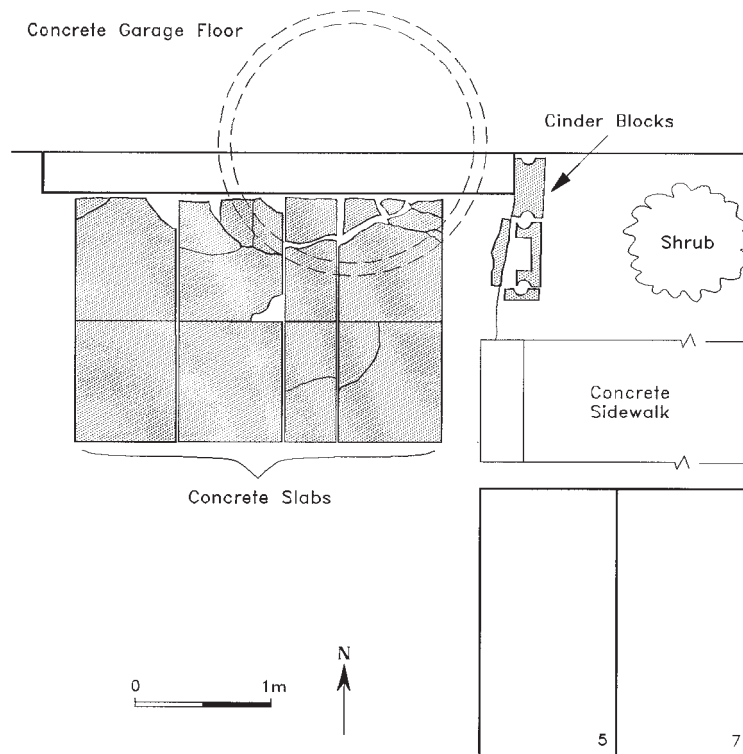 Concrete Garage Floor
Cinder Blocks
Shrub
Concrete
Sidewalk
Concrete Slabs
N
0 1m
5 7